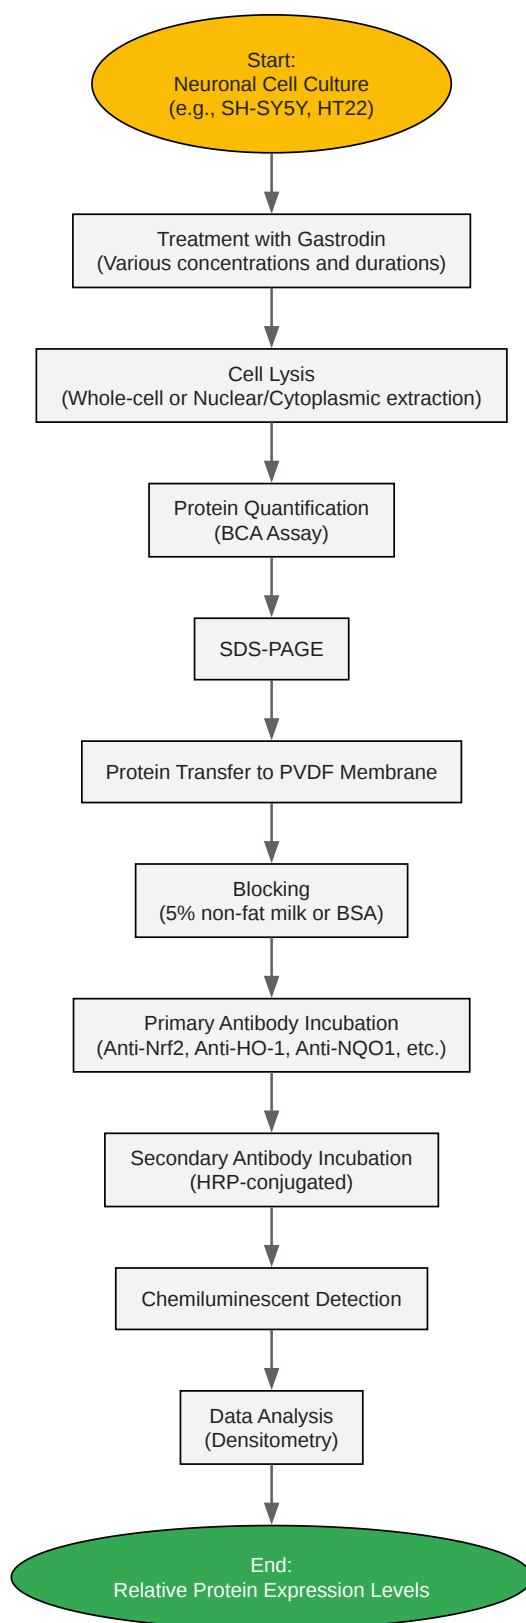 Start:
Neuronal Cell Culture
(e.g., SH-SY5Y, HT22)
Treatment with Gastrodin
(Various concentrations and durations)
Cell Lysis
(Whole-cell or Nuclear/Cytoplasmic extraction)
Protein Quantification
(BCA Assay)
SDS-PAGE
Protein Transfer to PVDF Membrane
Blocking
(5% non-fat milk or BSA)
Primary Antibody Incubation
(Anti-Nrf2, Anti-HO-1, Anti-NQO1, etc.)
Secondary Antibody Incubation
(HRP-conjugated)
Chemiluminescent Detection
Data Analysis
(Densitometry)
End:
Relative Protein Expression Levels